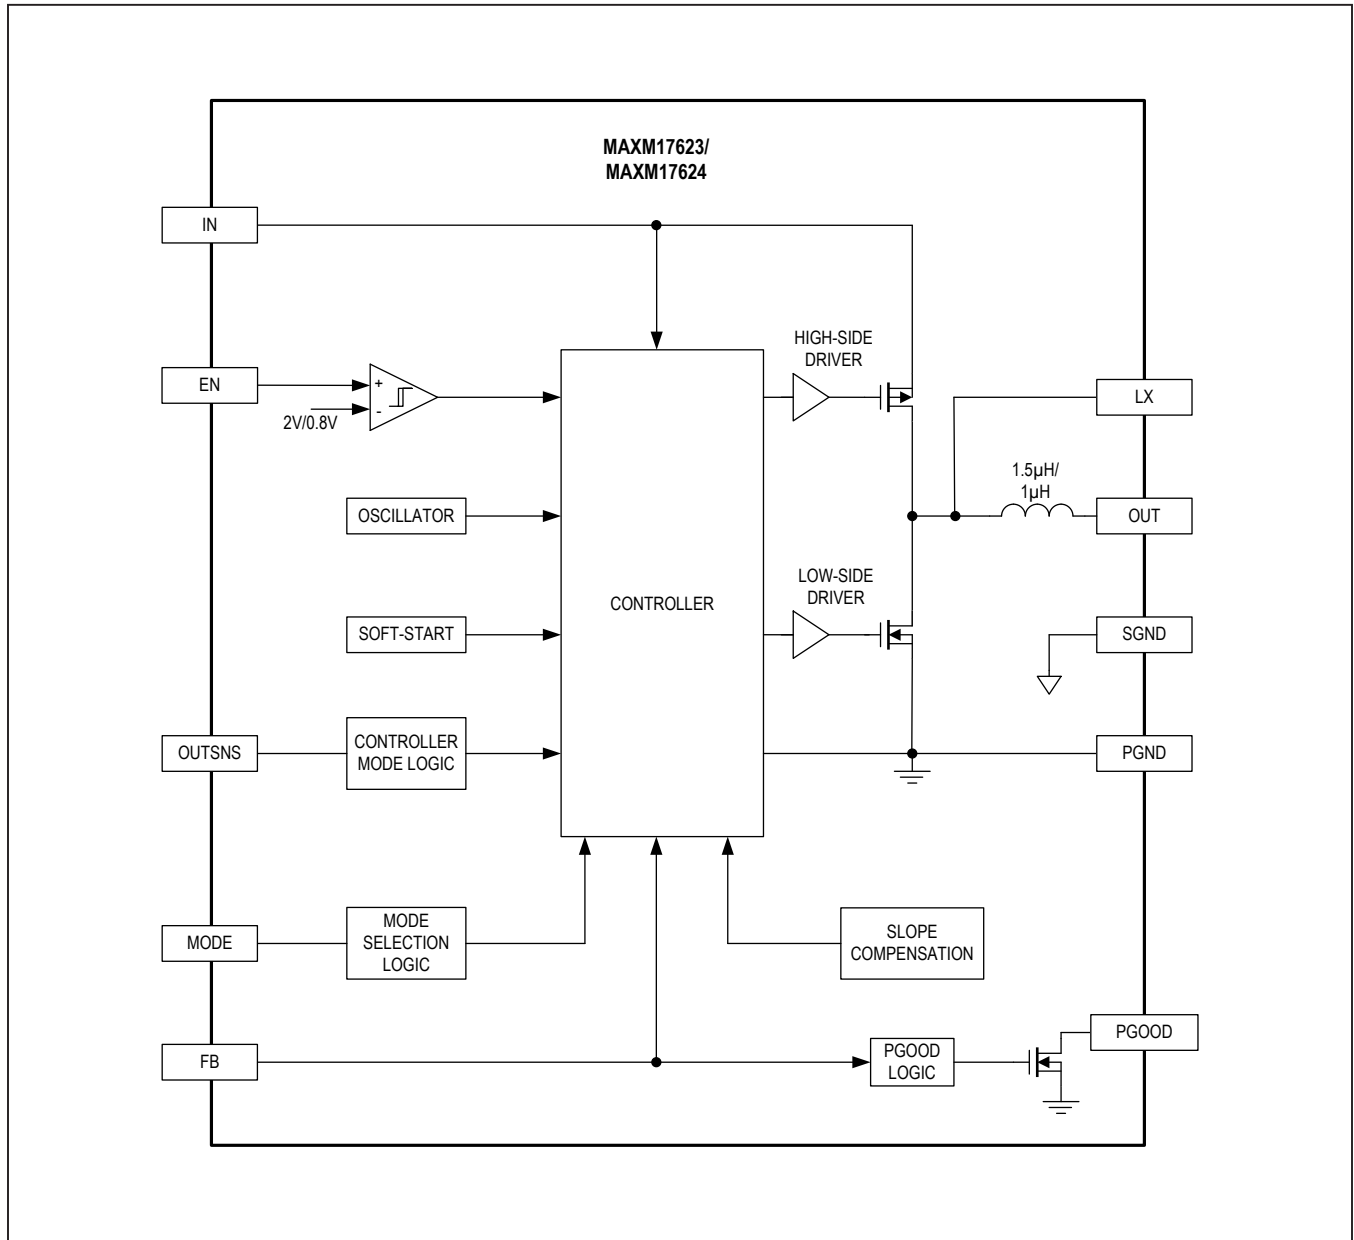 MAXM17623/
MAXM17624
IN
HIGH-SIDE
DRIVER
EN
+
-
2V/0.8V
LX
1.5µH/
1µH
OSCILLATOR
OUT
LOW-SIDE
DRIVER
CONTROLLER
SOFT-START
SGND
OUTSNS
CONTROLLER
MODE LOGIC
PGND
MODE
MODE
SELECTION
LOGIC
SLOPE
COMPENSATION
PGOOD
FB
PGOOD
LOGIC